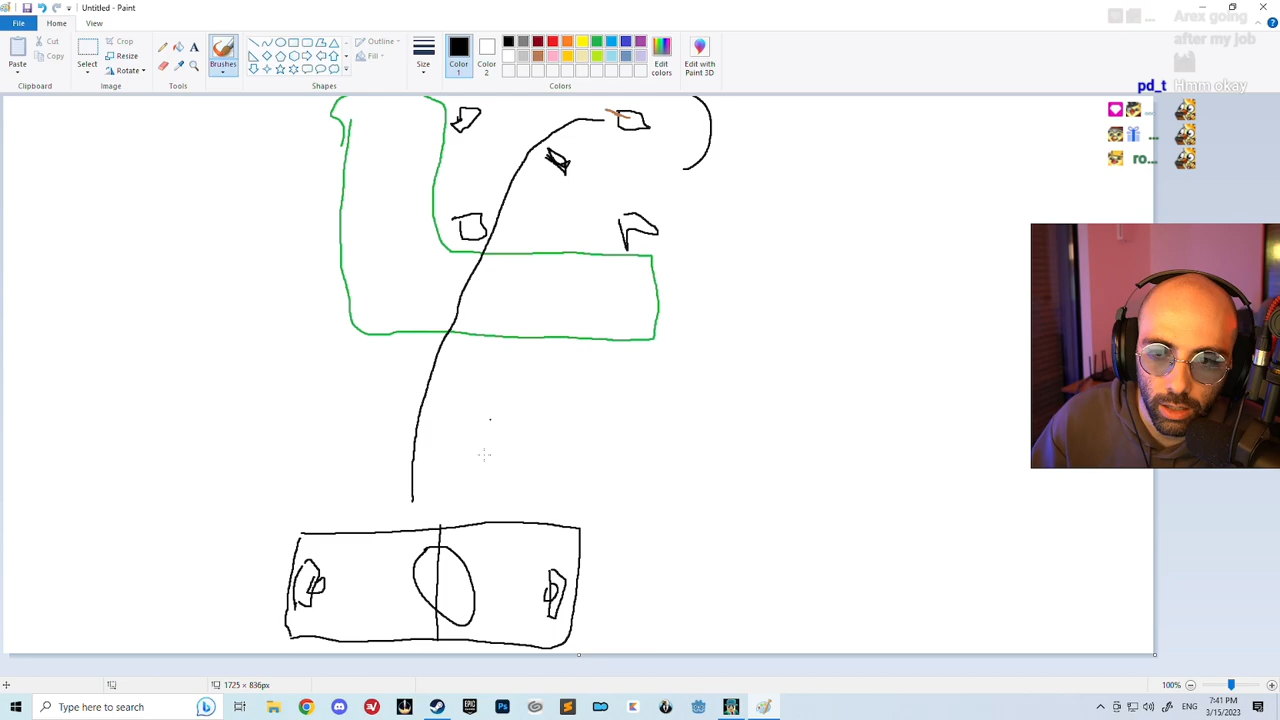 Untitled - Paint
File Home View
Cut
Copy
Paste
Clipboard
Crop
Resize
Rotate
Select
Image
A
Tools
Brushes
Outline
Fill
Shapes
Size
Color 1
Color 2
Edit colors
Edit with Paint 3D
Colors
... Arex going after my job
pd_t Hmm okay
...
...
ro...
1725 × 836px
100%
Type here to search
7:41 PM
3/15/2023